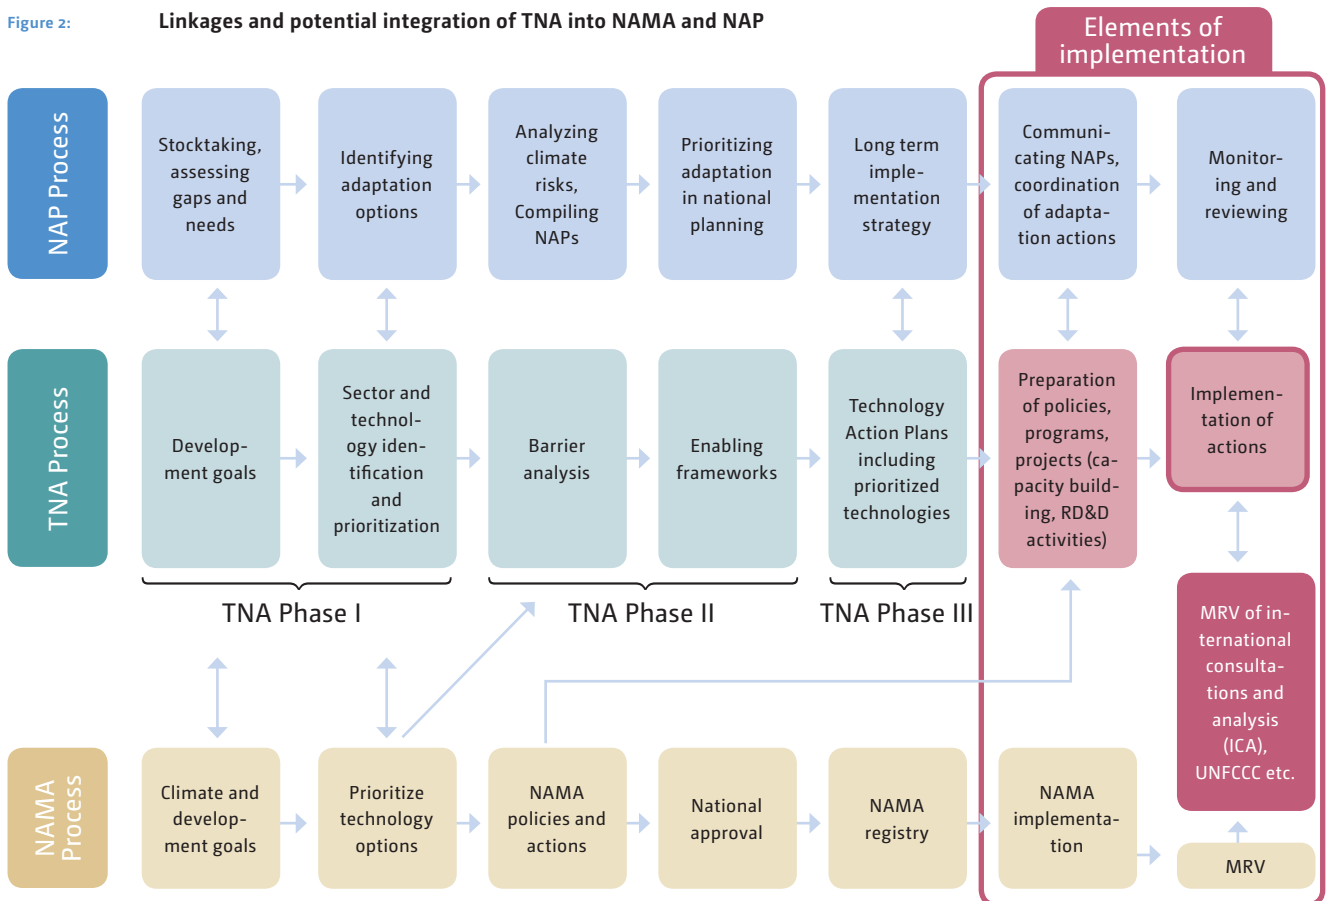 Figure 2:
Linkages and potential integration of TNA into NAMA and NAP
Elements of
implementation
NAP Process
Stocktaking,
assessing
gaps and
needs
Identifying
adaptation
options
Analyzing
climate
risks,
Compiling
NAPs
Prioritizing
adaptation
in national
planning
Long term
imple-
mentation
strategy
Communi-
cating NAPs,
coordination
of adapta-
tion actions
Monitor-
ing and
reviewing
TNA Process
Develop-
ment goals
Sector and
technol-
ogy iden-
tification
and
prioritization
Barrier
analysis
Enabling
frameworks
Technology
Action Plans
including
prioritized
technologies
Preparation
of policies,
programs,
projects (ca-
pacity build-
ing, RD&D
activities)
Implemen-
tation of
actions
TNA Phase I
TNA Phase II
TNA Phase III
MRV of in-
ternational
consulta-
tions and
analysis
(ICA),
UNFCCC etc.
NAMA
Process
Climate and
develop-
ment goals
Prioritize
technology
options
NAMA
policies and
actions
National
approval
NAMA
registry
NAMA
implementa-
tion
MRV